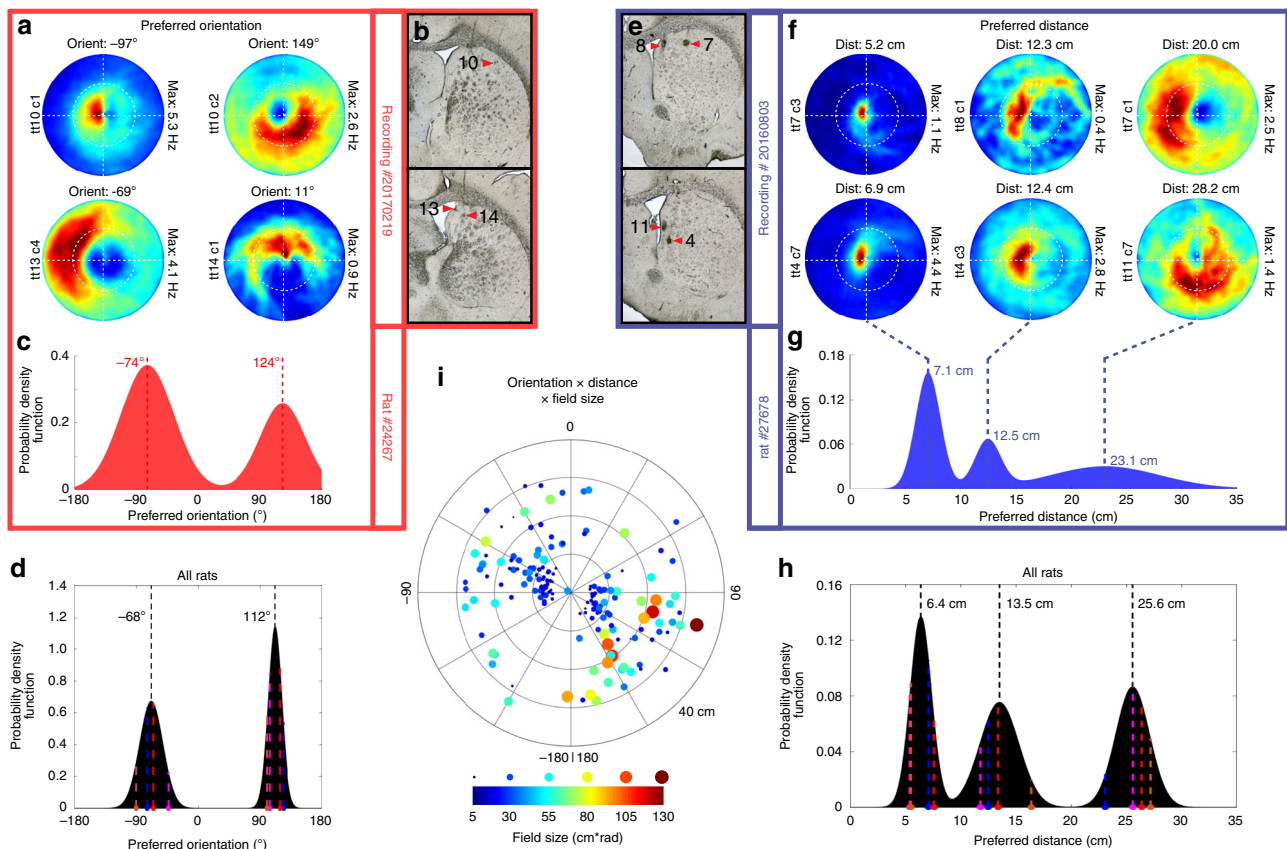 a
Preferred orientation
Orient: –97°
Orient: 149°
tt10 c1
Max: 5.3 Hz
tt10 c2
Max: 2.6 Hz
Orient: -69°
Orient: 11°
tt13 c4
Max: 4.1 Hz
tt14 c1
Max: 0.9 Hz
Recording #20170219
b
10
13
14
c
0.4
0.2
0
Probability density
function
–74°
124°
–180
–90
0
90
180
Preferred orientation (°)
Rat #24267
d
All rats
1.4
1.2
1.0
0.8
0.6
0.4
0.2
0
Probability density
function
–68°
112°
–180
–90
0
90
180
Preferred orientation (°)
e
8
7
11
4
Recording # 20160803
f
Preferred distance
Dist: 5.2 cm
Dist: 12.3 cm
Dist: 20.0 cm
tt7 c3
Max: 1.1 Hz
tt8 c1
Max: 0.4 Hz
tt7 c1
Max: 2.5 Hz
Dist: 6.9 cm
Dist: 12.4 cm
Dist: 28.2 cm
tt4 c7
Max: 4.4 Hz
tt4 c3
Max: 2.8 Hz
tt11 c7
Max: 1.4 Hz
g
0.18
0.12
0.06
0
Probability density
function
7.1 cm
12.5 cm
23.1 cm
0
5
10
15
20
25
30
35
Preferred distance (cm)
rat #27678
h
All rats
0.16
0.12
0.08
0.04
0
Probability density
function
6.4 cm
13.5 cm
25.6 cm
0
5
10
15
20
25
30
35
Preferred distance (cm)
i
Orientation × distance
× field size
0
–90
90
40 cm
–180|180
5
30
55
80
105
130
Field size (cm*rad)